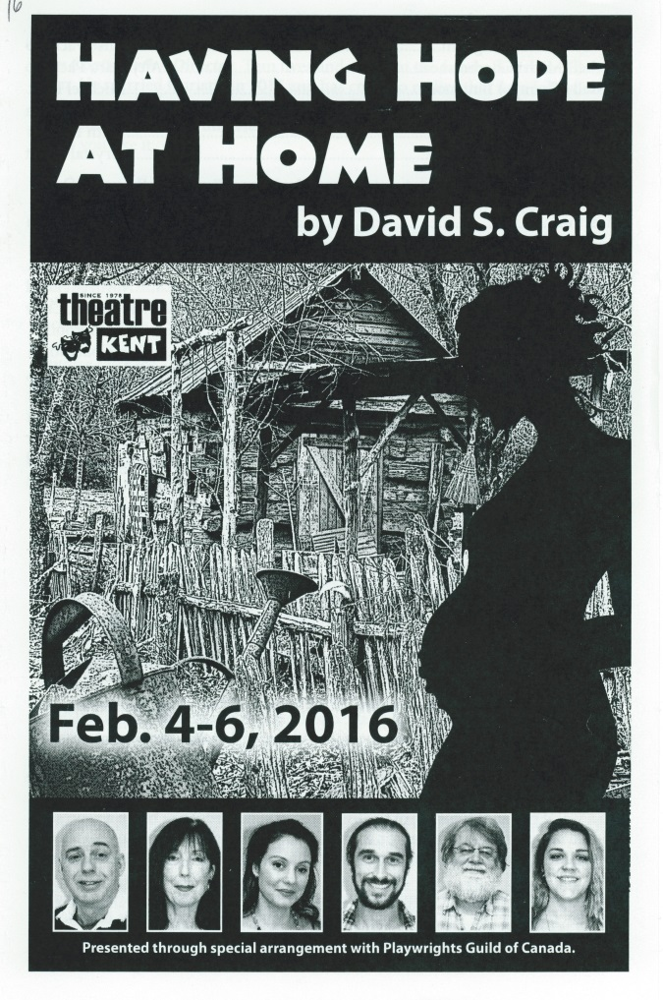 16
HAVING HOPE
AT HOME
by David S. Craig
SINCE 1978
theatre
KENT
Feb. 4-6, 2016
Presented through special arrangement with Playwrights Guild of Canada.